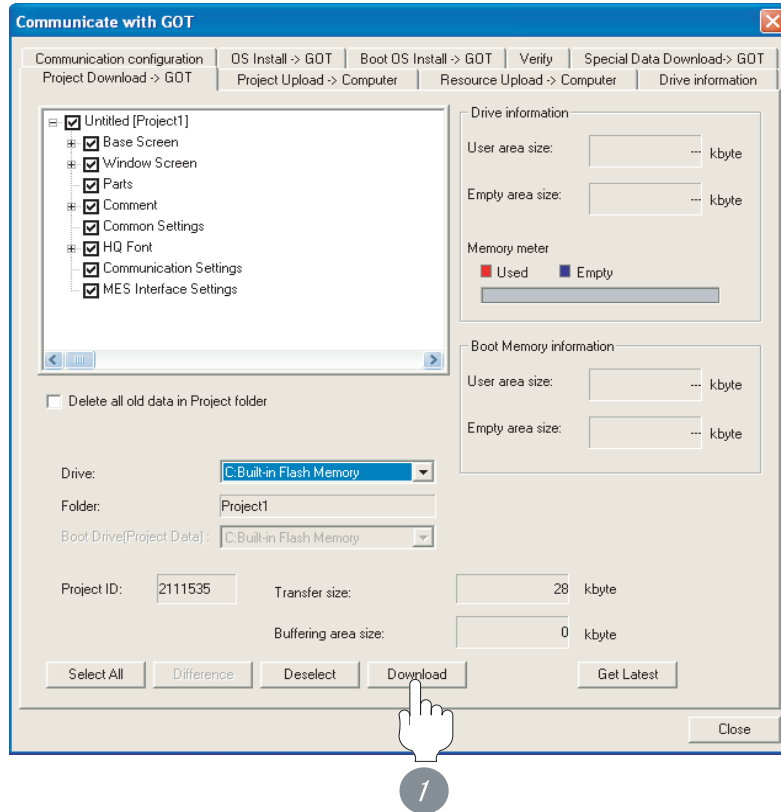 Communicate with GOT
Communication configuration OS Install -> GOT Boot OS Install -> GOT Verify Special Data Download-> GOT
Project Download -> GOT Project Upload -> Computer Resource Upload -> Computer Drive information
Untitled [Project1]
Base Screen
Window Screen
Parts
Comment
Common Settings
HQ Font
Communication Settings
MES Interface Settings
Drive information
User area size: --- kbyte
Empty area size: --- kbyte
Memory meter
Used Empty
Boot Memory information
User area size: --- kbyte
Empty area size: --- kbyte
Delete all old data in Project folder
Drive: C:Built-in Flash Memory
Folder: Project1
Boot Drive(Project Data) : C:Built-in Flash Memory
Project ID: 2111535 Transfer size: 28 kbyte
Buffering area size: 0 kbyte
Select All Difference Deselect Download Get Latest
Close
1